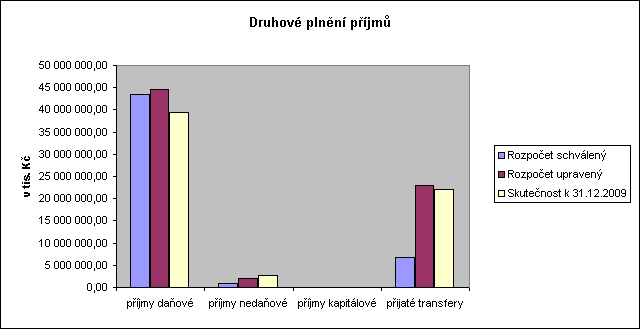 Druhové plnění příjmů
v tis. Kč
50 000 000,00
45 000 000,00
40 000 000,00
35 000 000,00
30 000 000,00
25 000 000,00
20 000 000,00
15 000 000,00
10 000 000,00
5 000 000,00
0,00
příjmy daňové příjmy nedaňové příjmy kapitálové přijaté transfery
Rozpočet schválený
Rozpočet upravený
Skutečnost k 31.12.2009